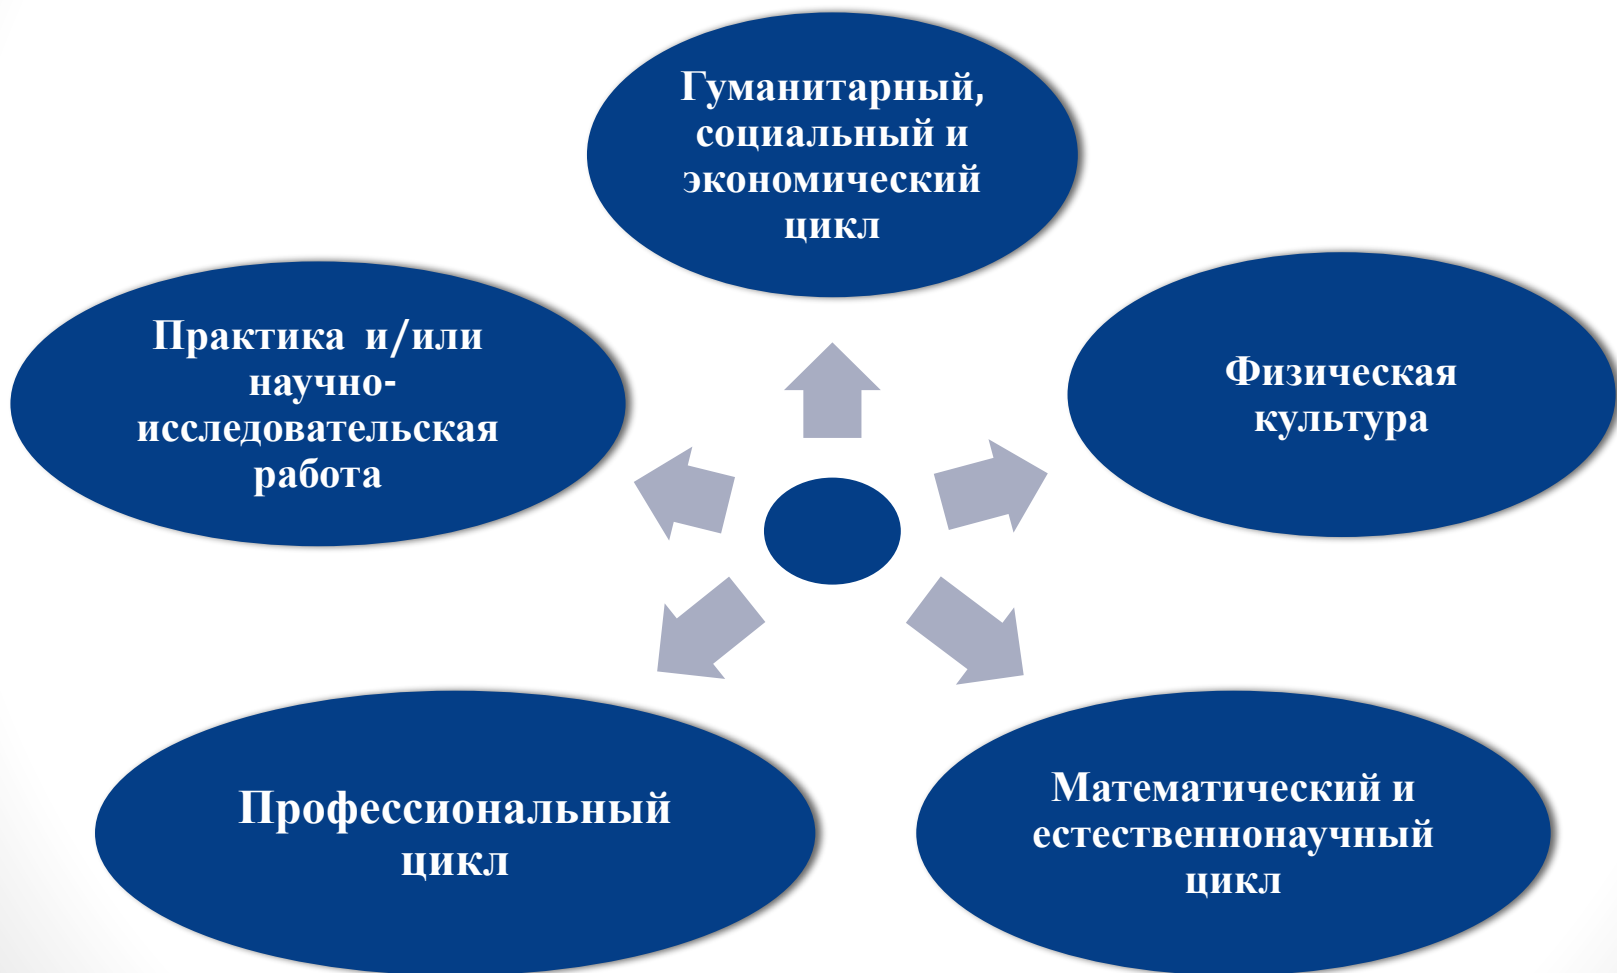 Гуманитарный,
социальный и
экономический
цикл
Практика и/или
научно-
исследовательская
работа
Физическая
культура
Профессиональный
цикл
Математический и
естественнонаучный
цикл